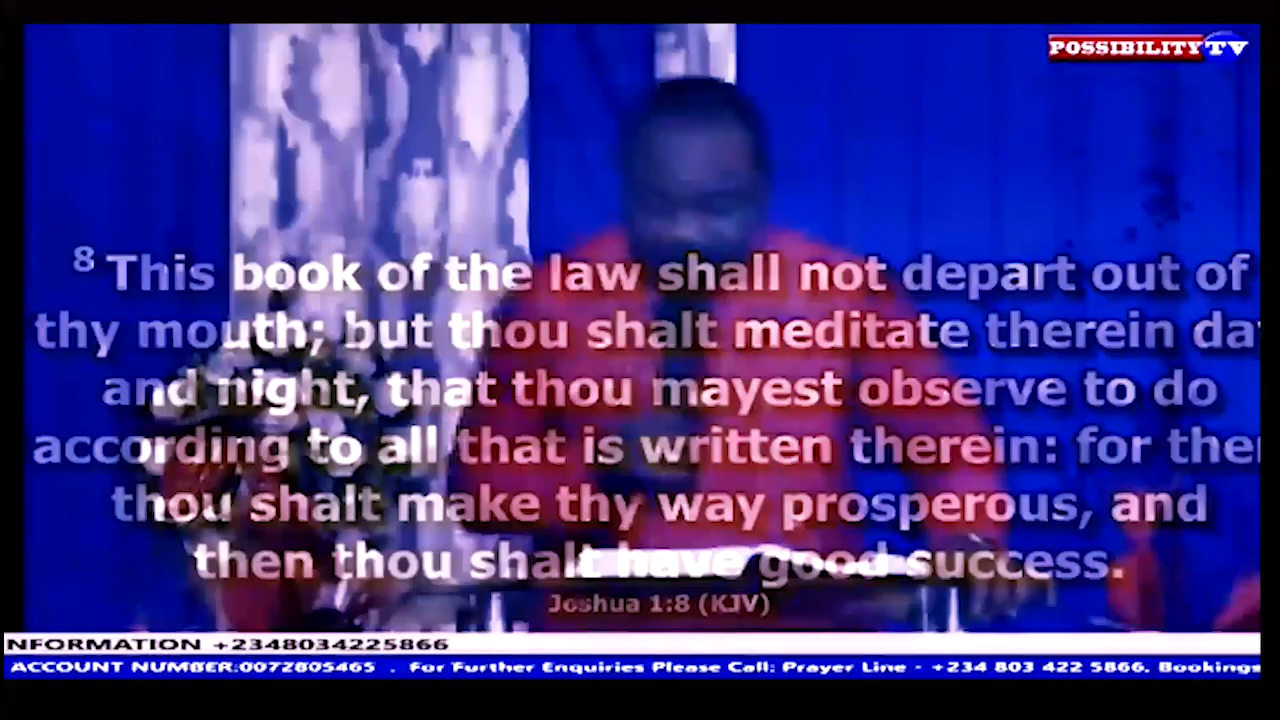 POSSIBILITY TV
8 This book of the law shall not depart out of
thy mouth; but thou shalt meditate therein da
and night, that thou mayest observe to do
according to all that is written therein: for the
thou shalt make thy way prosperous, and
then thou shalt have good success.
Joshua 1:8 (KJV)
NFORMATION +2348034225866
ACCOUNT NUMBER:0072805465 . For Further Enquiries Please Call: Prayer Line - +234 803 422 5866. Bookings